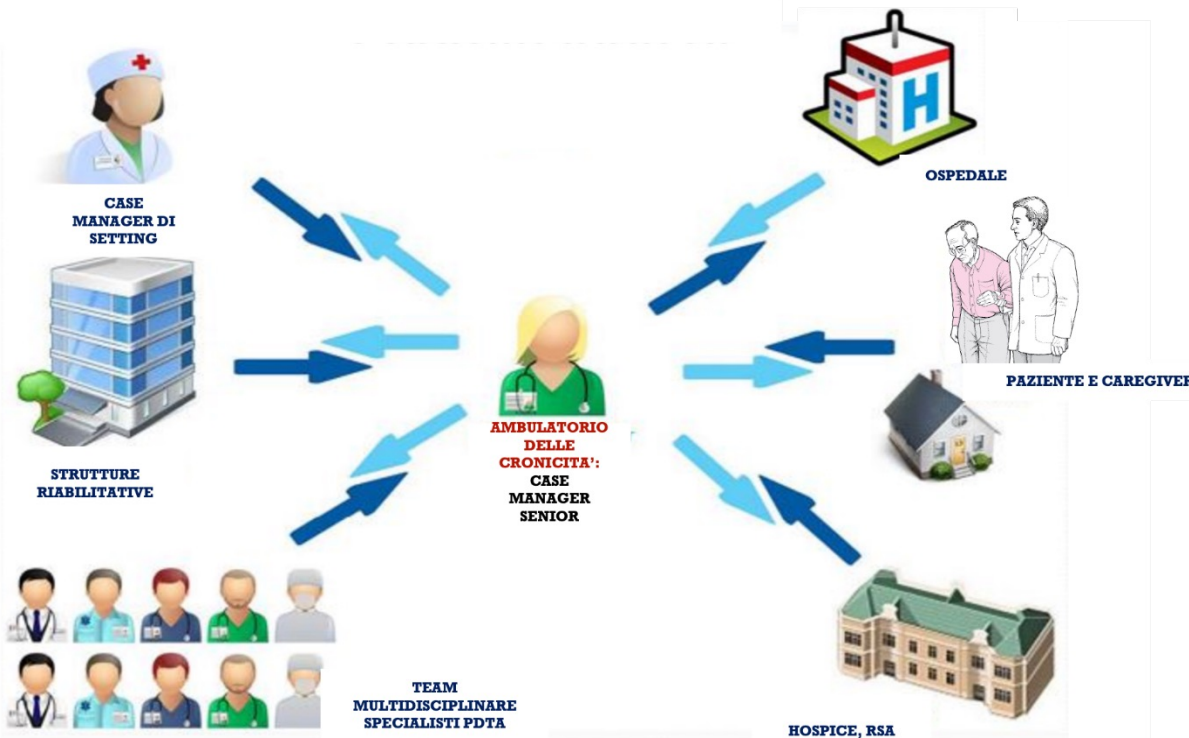 H
OSPEDALE
CASE
MANAGER DI
SETTING
PAZIENTE E CAREGIVER
AMBULATORIO
DELLE
CRONICITA’:
CASE
MANAGER
SENIOR
STRUTTURE
RIABILITATIVE
TEAM
MULTIDISCIPLINARE
SPECIALISTI PDTA
HOSPICE, RSA